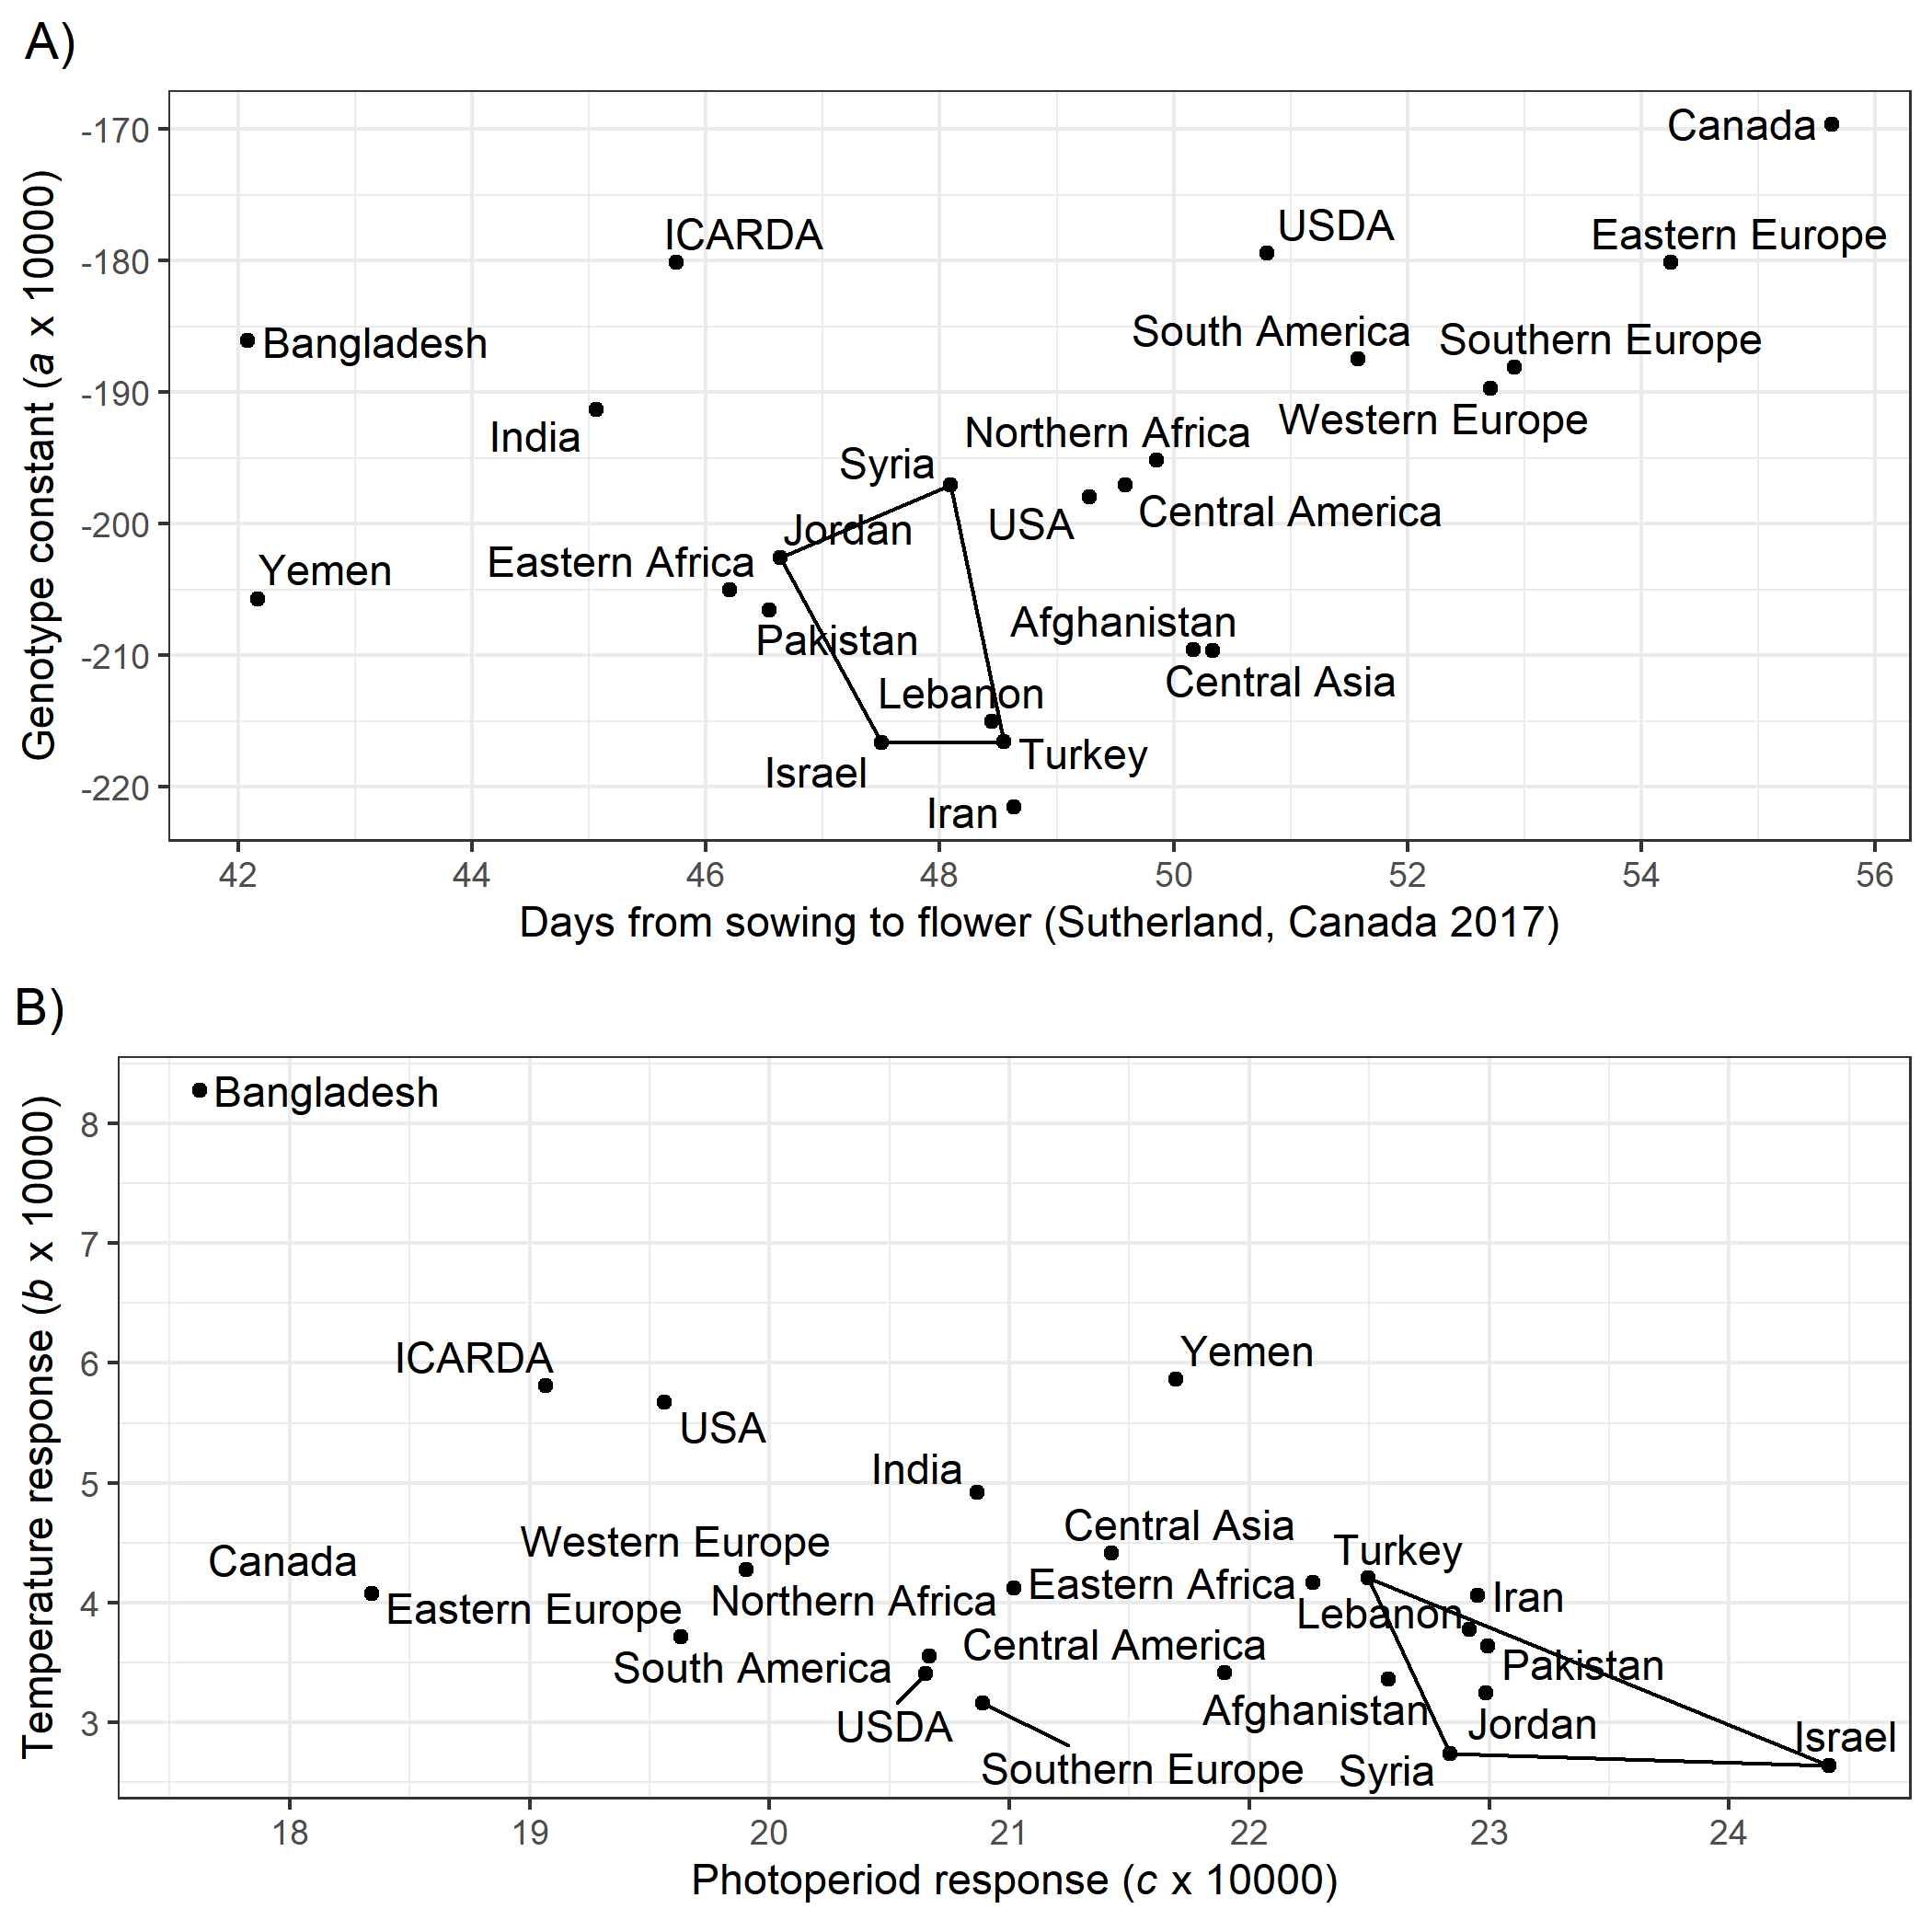 A)
Genotype constant (a x 10000)
-170
-180
-190
-200
-210
-220
Canada
USDA
ICARDA
Eastern Europe
South America
Southern Europe
Bangladesh
Western Europe
Northern Africa
India
Syria
Central America
USA
Jordan
Eastern Africa
Yemen
Afghanistan
Pakistan
Central Asia
Lebanon
Turkey
Israel
Iran
42
44
46
48
50
52
54
56
Days from sowing to flower (Sutherland, Canada 2017)
B)
Temperature response (b x 10000)
8
7
6
5
4
3
Bangladesh
Yemen
ICARDA
USA
India
Central Asia
Western Europe
Turkey
Canada
Eastern Africa
Iran
Northern Africa
Eastern Europe
Lebanon
Central America
South America
Pakistan
Afghanistan
USDA
Jordan
Israel
Southern Europe
Syria
18
19
20
21
22
23
24
Photoperiod response (c x 10000)